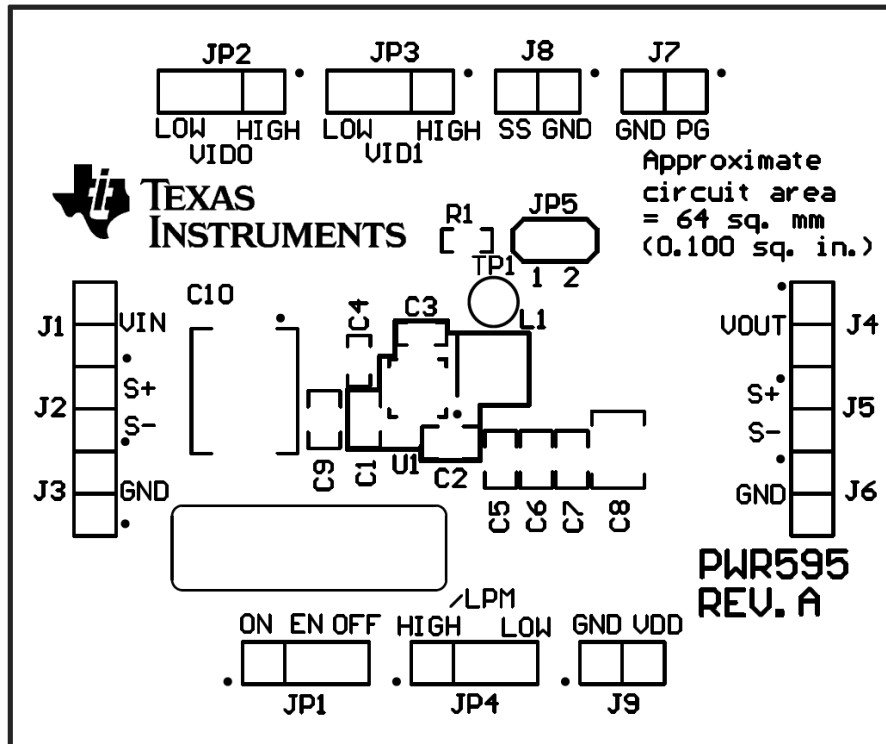 JP2 JP3 J8 J7
LOW HIGH LOW HIGH SS GND GND PG
VID0 VID1
TEXAS
INSTRUMENTS
Approximate
circuit area
= 64 sq. mm
(0.100 sq. in.)
R1 JP5
TP1 1 2
C10 C4 C3 L1
J1 VIN VOUT J4
S+ S+
J2 J5
S- S-
C9 C1 U1 C2
J3 GND GND J6
C5 C6 C7 C8
PWR595
REV. A
/LPM
ON EN OFF HIGH LOW GND VDD
JP1 JP4 J9